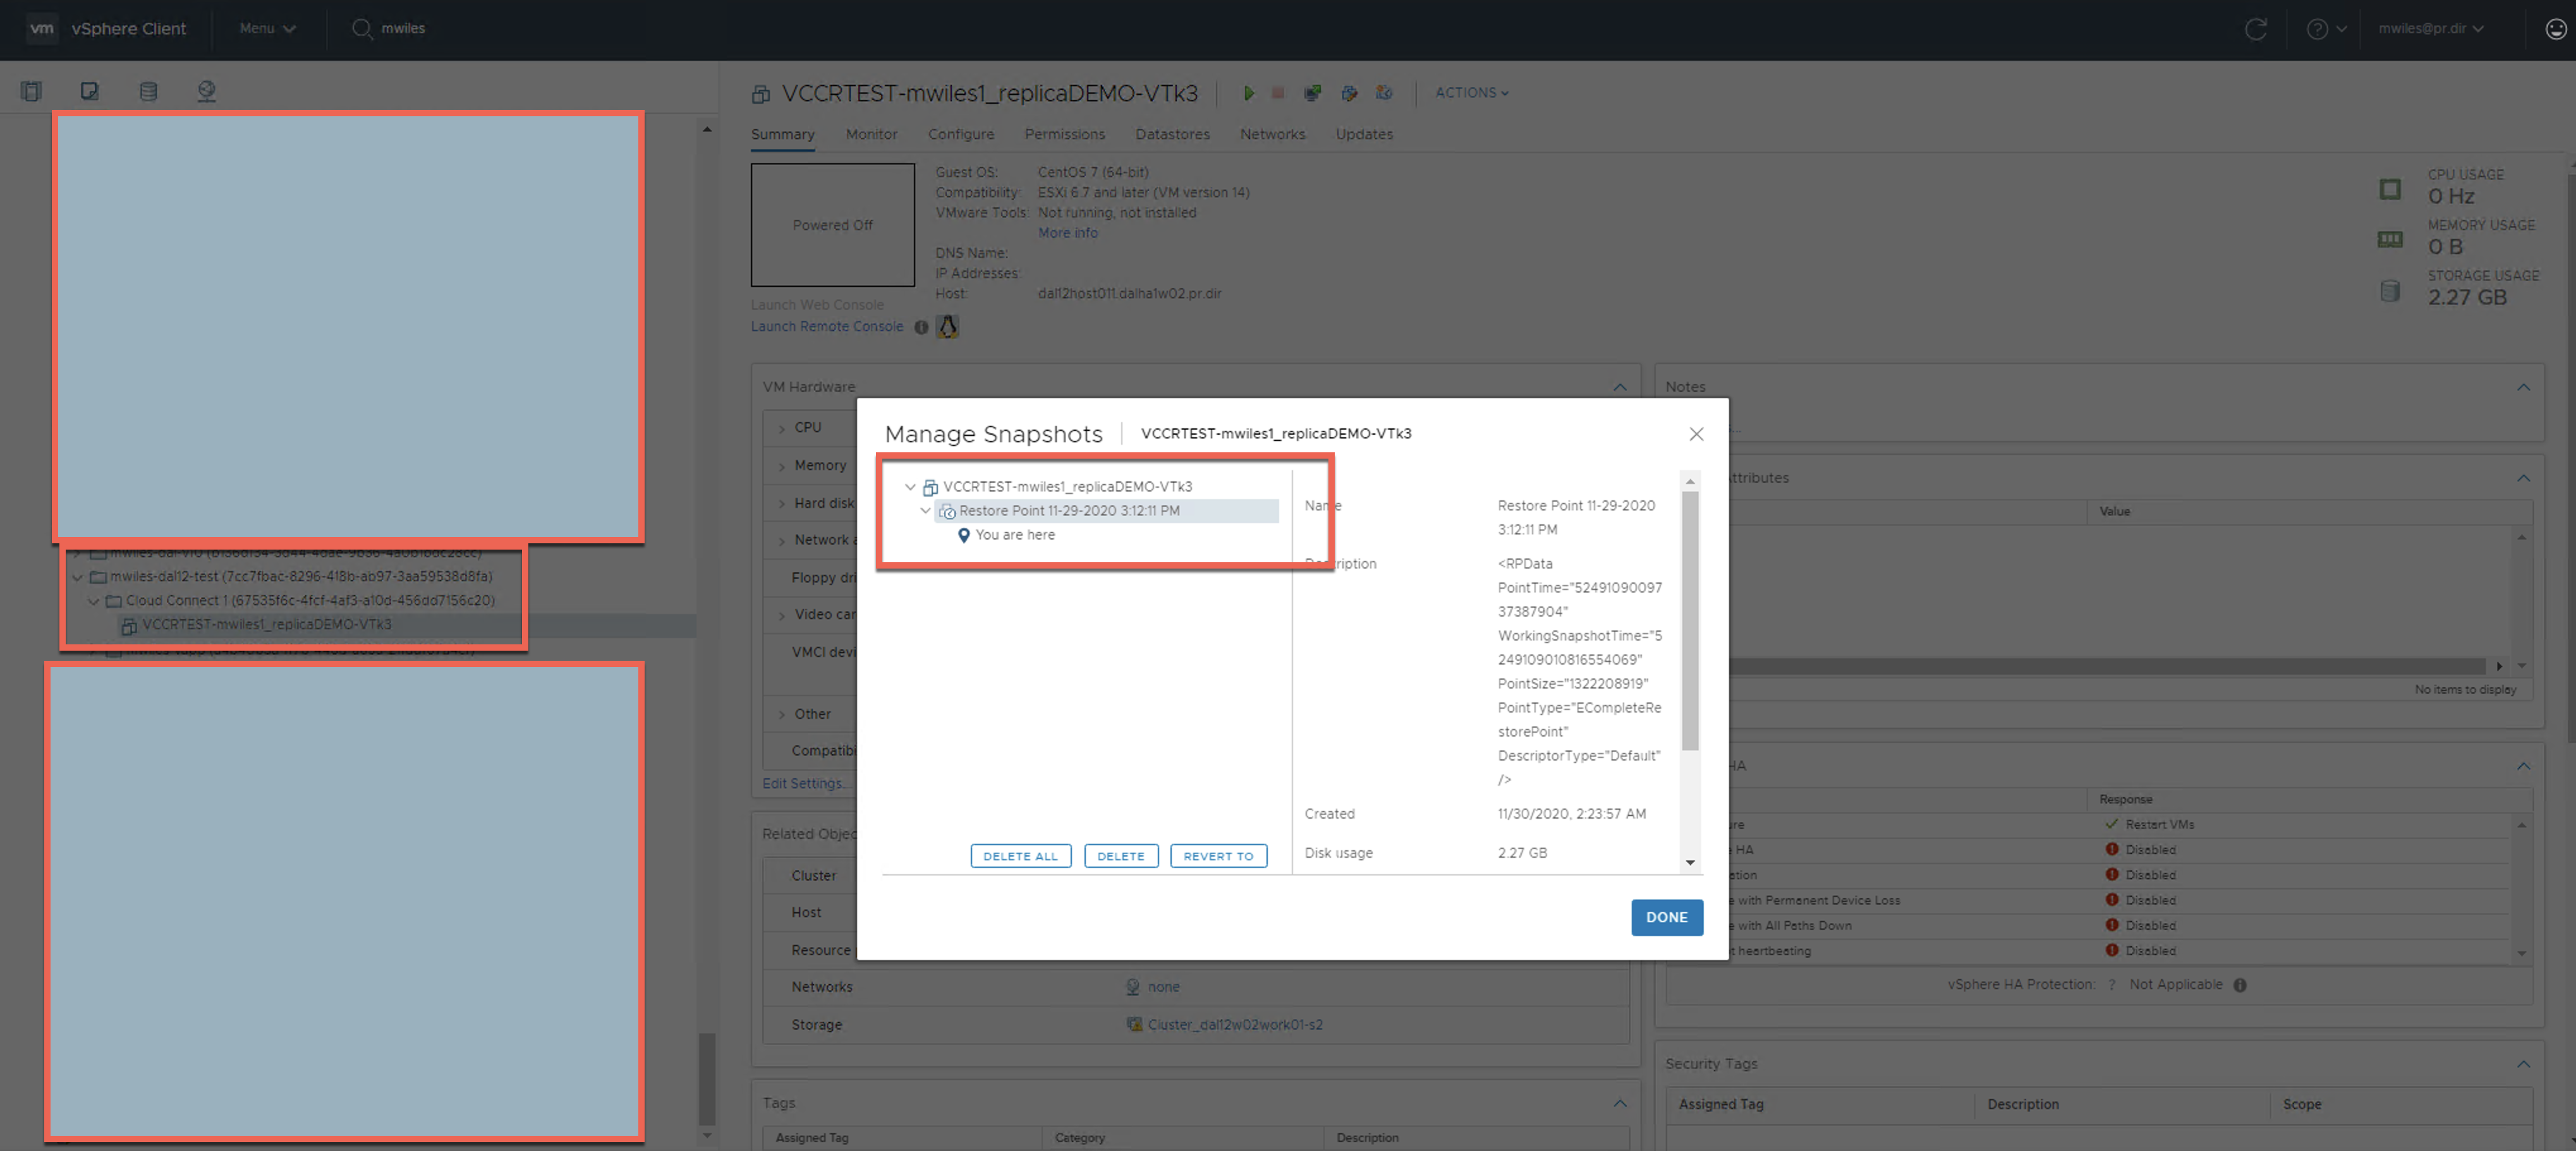 vm vSphere Client Menu mwiles mwiles@pr.dir
VCCRTEST-mwiles1_replicaDEMO-VTk3 ACTIONS
Summary Monitor Configure Permissions Datastores Networks Updates
Powered Off
Guest OS: CentOS 7 (64-bit)
Compatibility: ESXi 6.7 and later (VM version 14)
VMware Tools: Not running, not installed
More info
DNS Name:
IP Addresses:
Host: dal12host011.dalha1w02.pr.dir
Launch Web Console
Launch Remote Console
CPU USAGE
0 Hz
MEMORY USAGE
0 B
STORAGE USAGE
2.27 GB
mwiles-dal12-test (7cc7fbac-8296-418b-ab97-3aa59538d8fa)
Cloud Connect 1 (67535f6c-4fcf-4af3-a10d-456dd7156c20)
VCCRTEST-mwiles1_replicaDEMO-VTk3
VM Hardware
CPU
Memory
Hard disk
Network
Floppy
Video
VMCI
Other
Edit Settings...
Related
Cluster
Host
Resource
Networks none
Storage Cluster_dal12w02work01-s2
Tags
Assigned Tag Category Description
Manage Snapshots VCCRTEST-mwiles1_replicaDEMO-VTk3
VCCRTEST-mwiles1_replicaDEMO-VTk3
Restore Point 11-29-2020 3:12:11 PM
You are here
DELETE ALL DELETE REVERT TO
Name Restore Point 11-29-2020
3:12:11 PM
ription <RPData
PointTime="52491090097
37387904"
WorkingSnapshotTime="5
249109010816554069"
PointSize="1322208919"
PointType="ECompleteRe
storePoint"
DescriptorType="Default"
/>
Created 11/30/2020, 2:23:57 AM
Disk usage 2.27 GB
DONE
Notes
ttributes
Value
No items to display
HA
Response
ure Restart VMs
HA Disabled
ation Disabled
with Permanent Device Loss Disabled
with All Paths Down Disabled
t heartbeating Disabled
vSphere HA Protection: ? Not Applicable
Security Tags
Assigned Tag Description Scope